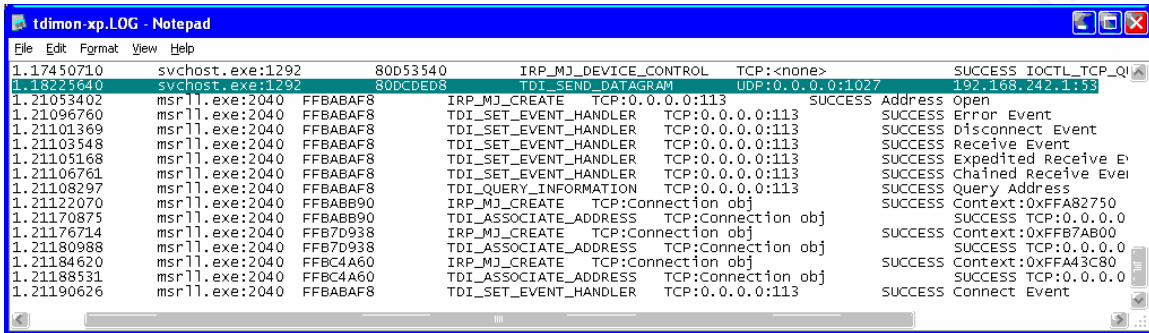 tdimon-xp.LOG - Notepad
File Edit Format View Help
1.17450710 svchost.exe:1292 80D53540 IRP_MJ_DEVICE_CONTROL TCP:<none> SUCCESS IOCTL_TCP_QU
1.18225640 svchost.exe:1292 80DCDED8 TDI_SEND_DATAGRAM UDP:0.0.0.0:1027 192.168.242.1:53
1.21053402 msrll.exe:2040 FFBABAF8 IRP_MJ_CREATE TCP:0.0.0.0:113 SUCCESS Address Open
1.21096760 msrll.exe:2040 FFBABAF8 TDI_SET_EVENT_HANDLER TCP:0.0.0.0:113 SUCCESS Error Event
1.21101369 msrll.exe:2040 FFBABAF8 TDI_SET_EVENT_HANDLER TCP:0.0.0.0:113 SUCCESS Disconnect Event
1.21103548 msrll.exe:2040 FFBABAF8 TDI_SET_EVENT_HANDLER TCP:0.0.0.0:113 SUCCESS Receive Event
1.21105168 msrll.exe:2040 FFBABAF8 TDI_SET_EVENT_HANDLER TCP:0.0.0.0:113 SUCCESS Expedited Receive Ev
1.21106761 msrll.exe:2040 FFBABAF8 TDI_SET_EVENT_HANDLER TCP:0.0.0.0:113 SUCCESS Chained Receive Even
1.21108297 msrll.exe:2040 FFBABAF8 TDI_QUERY_INFORMATION TCP:0.0.0.0:113 SUCCESS Query Address
1.21122070 msrll.exe:2040 FFBABB90 IRP_MJ_CREATE TCP:Connection obj SUCCESS Context:0xFFA82750
1.21170875 msrll.exe:2040 FFBABB90 TDI_ASSOCIATE_ADDRESS TCP:Connection obj SUCCESS TCP:0.0.0.0
1.21176714 msrll.exe:2040 FFB7D938 IRP_MJ_CREATE TCP:Connection obj SUCCESS Context:0xFFB7AB00
1.21180988 msrll.exe:2040 FFB7D938 TDI_ASSOCIATE_ADDRESS TCP:Connection obj SUCCESS TCP:0.0.0.0
1.21184620 msrll.exe:2040 FFBC4A60 IRP_MJ_CREATE TCP:Connection obj SUCCESS Context:0xFFA43C80
1.21188531 msrll.exe:2040 FFBC4A60 TDI_ASSOCIATE_ADDRESS TCP:Connection obj SUCCESS TCP:0.0.0.0
1.21190626 msrll.exe:2040 FFBABAF8 TDI_SET_EVENT_HANDLER TCP:0.0.0.0:113 SUCCESS Connect Event